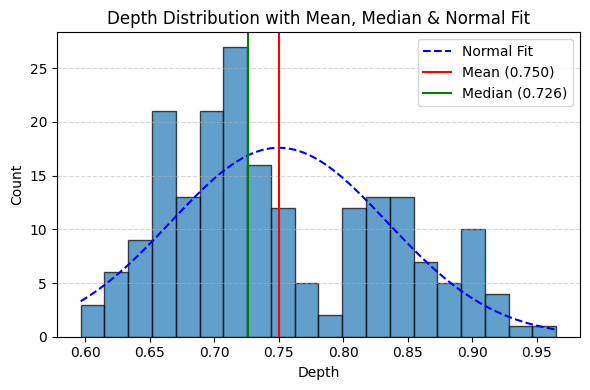 Depth Distribution with Mean, Median & Normal Fit
Normal Fit
Mean (0.750)
Median (0.726)
Count
25
20
15
10
5
0
0.60 0.65 0.70 0.75 0.80 0.85 0.90 0.95
Depth